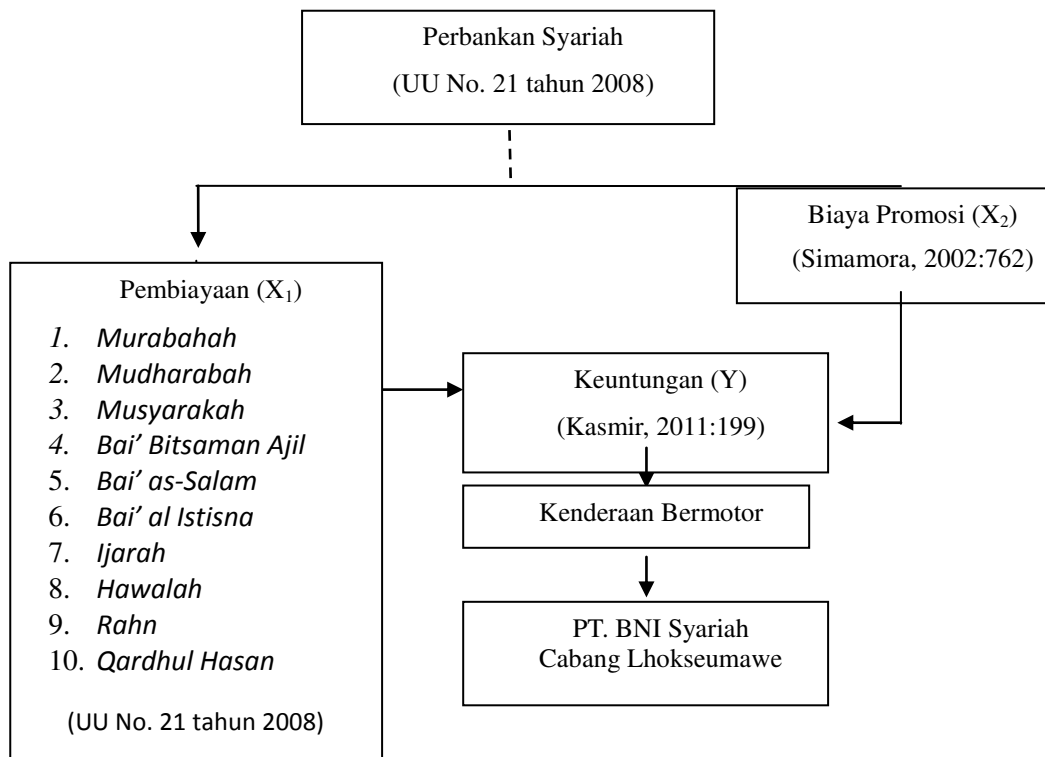 Perbankan Syariah
(UU No. 21 tahun 2008)
Biaya Promosi (X₂)
(Simamora, 2002:762)
Pembiayaan (X₁)
1. Murabahah
2. Mudharabah
3. Musyarakah
4. Bai’ Bitsaman Ajil
5. Bai’ as-Salam
6. Bai’ al Istisna
7. Ijarah
8. Hawalah
9. Rahn
10. Qardhul Hasan
(UU No. 21 tahun 2008)
Keuntungan (Y)
(Kasmir, 2011:199)
Kenderaan Bermotor
PT. BNI Syariah
Cabang Lhokseumawe